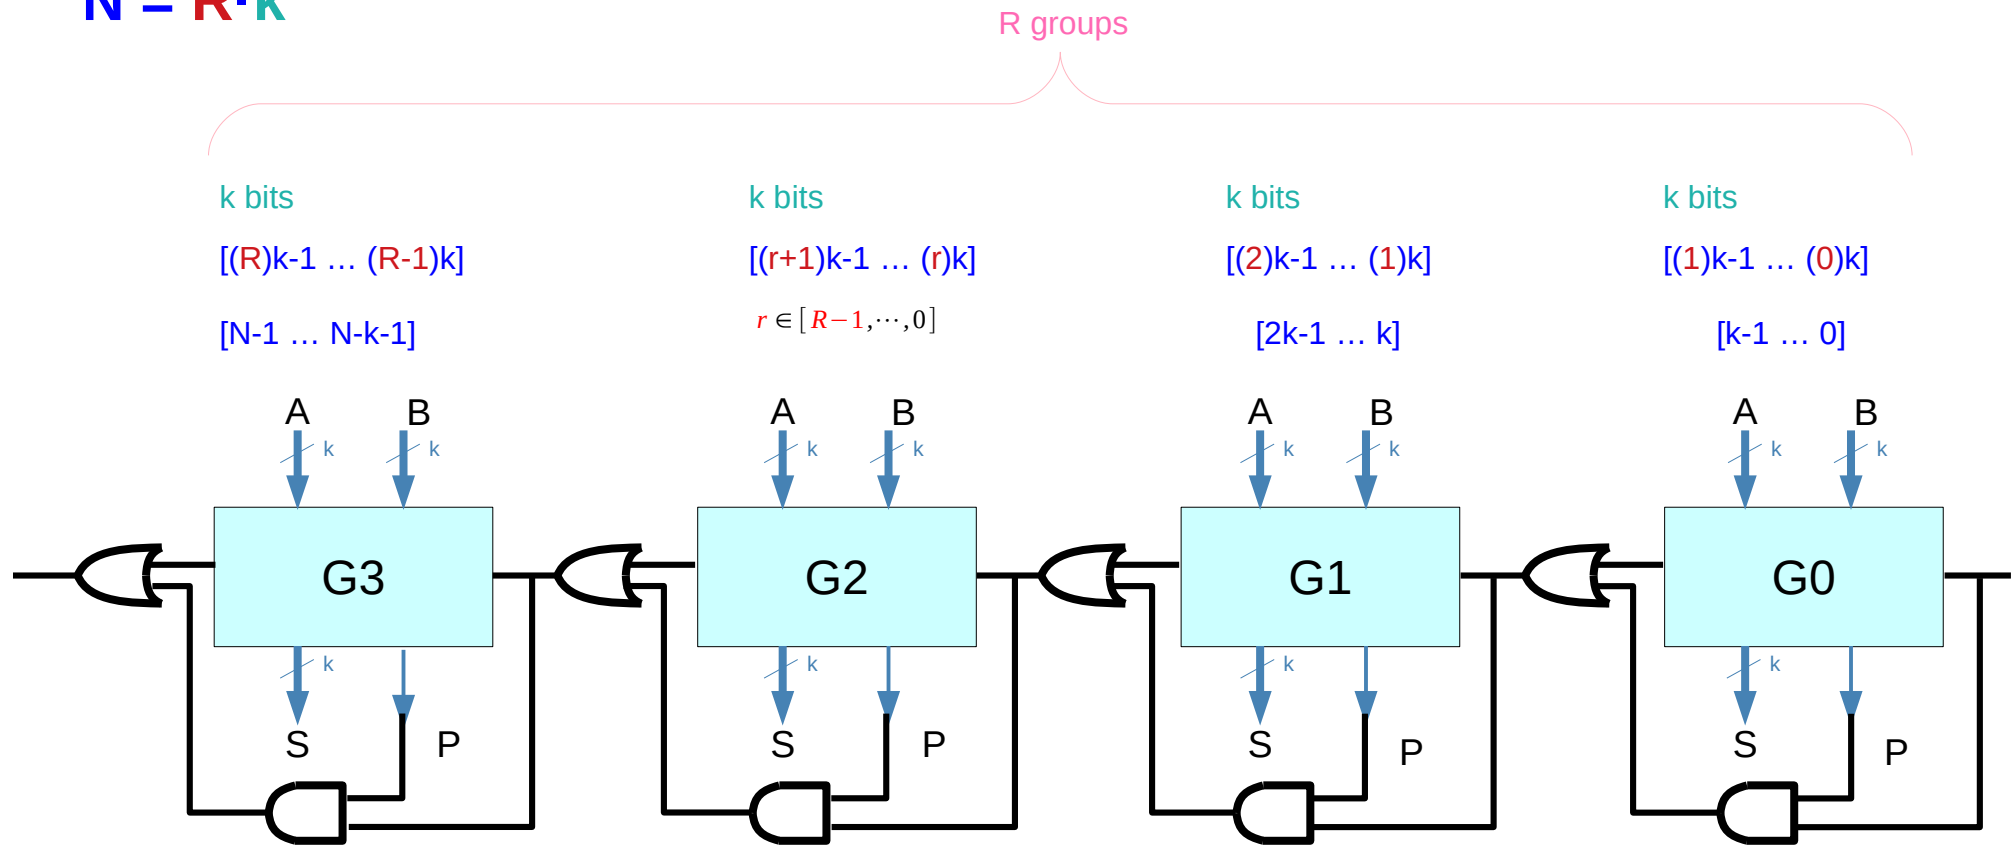 N = R·k
R groups
k bits k bits k bits k bits
[(R)k-1 … (R-1)k] [(r+1)k-1 … (r)k] [(2)k-1 … (1)k] [(1)k-1 … (0)k]
r ∈ [ R−1 ,⋯, 0 ]
[N-1 … N-k-1] [2k-1 … k] [k-1 … 0]
A B A B A B A B
k k k k k k k k
G3 G2 G1 G0
k k k k
S P S P S P S P